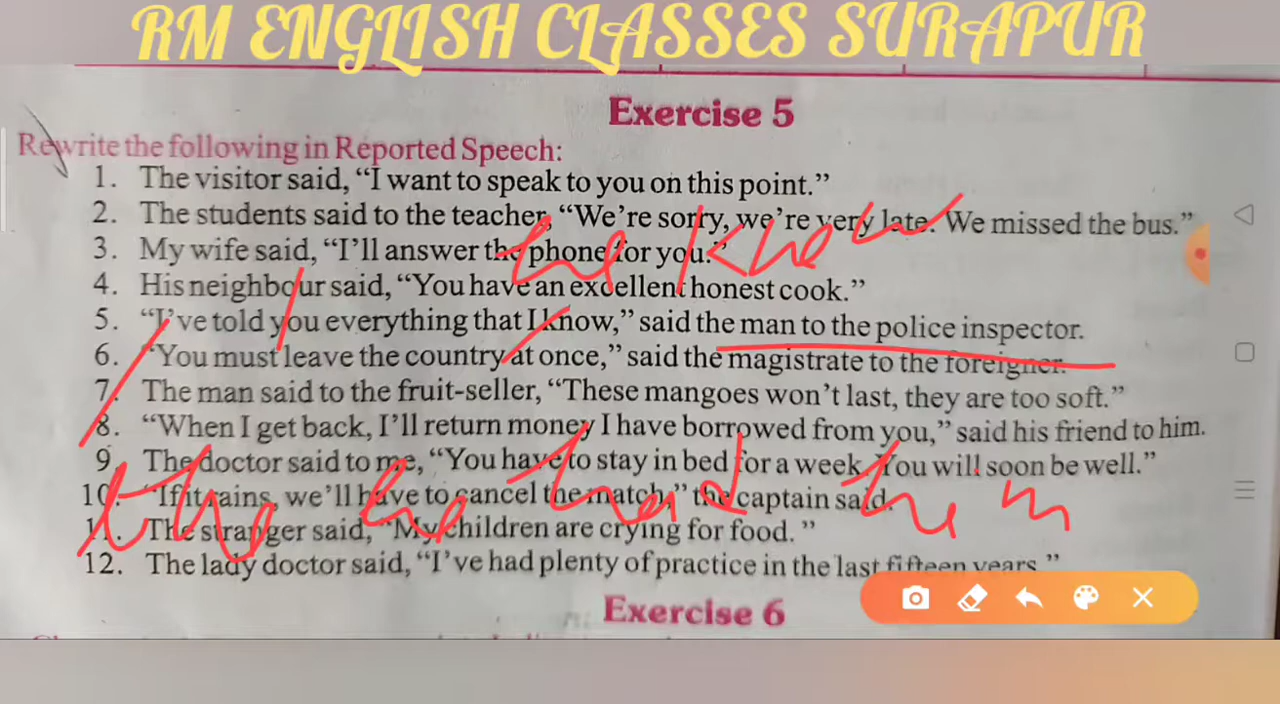 RM ENGLISH CLASSES SURAPUR
Exercise 5
Rewrite the following in Reported Speech:
1. The visitor said, “I want to speak to you on this point.”
2. The students said to the teacher, “We’re sorry, we’re very late. We missed the bus.”
3. My wife said, “I’ll answer the phone for you.”
he know
4. His neighbour said, “You have an excellent honest cook.”
5. “I’ve told you everything that I know,” said the man to the police inspector.
6. “You must leave the country at once,” said the magistrate to the foreigner.
7. The man said to the fruit-seller, “These mangoes won’t last, they are too soft.”
8. “When I get back, I’ll return money I have borrowed from you,” said his friend to him.
9. The doctor said to me, “You have to stay in bed for a week. You will soon be well.”
10. “If it rains, we’ll have to cancel the match,” the captain said.
11. The stranger said, “My children are crying for food.”
12. The lady doctor said, “I’ve had plenty of practice in the last fifteen years.”
Exercise 6